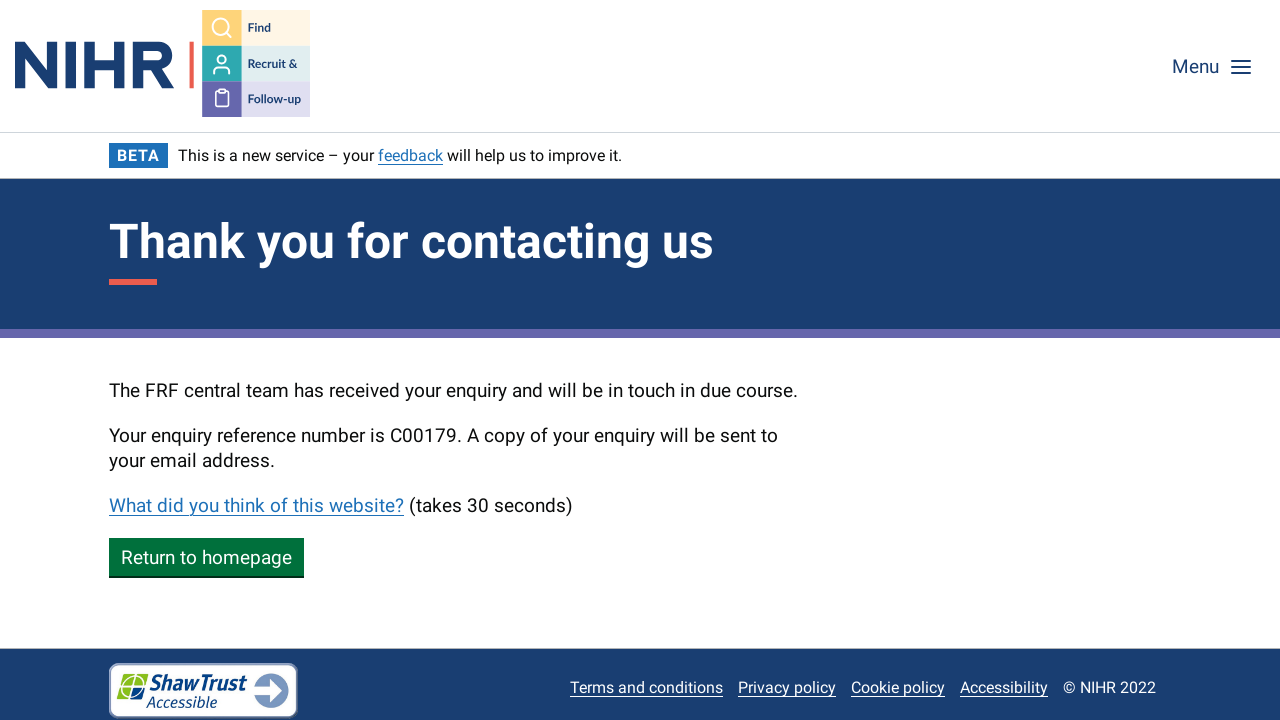 NIHR
Find
Recruit &
Follow-up
Menu
BETA
This is a new service – your feedback will help us to improve it.
Thank you for contacting us
The FRF central team has received your enquiry and will be in touch in due course.
Your enquiry reference number is C00179. A copy of your enquiry will be sent to
your email address.
What did you think of this website? (takes 30 seconds)
Return to homepage
ShawTrust
Accessible
Terms and conditions Privacy policy Cookie policy Accessibility © NIHR 2022